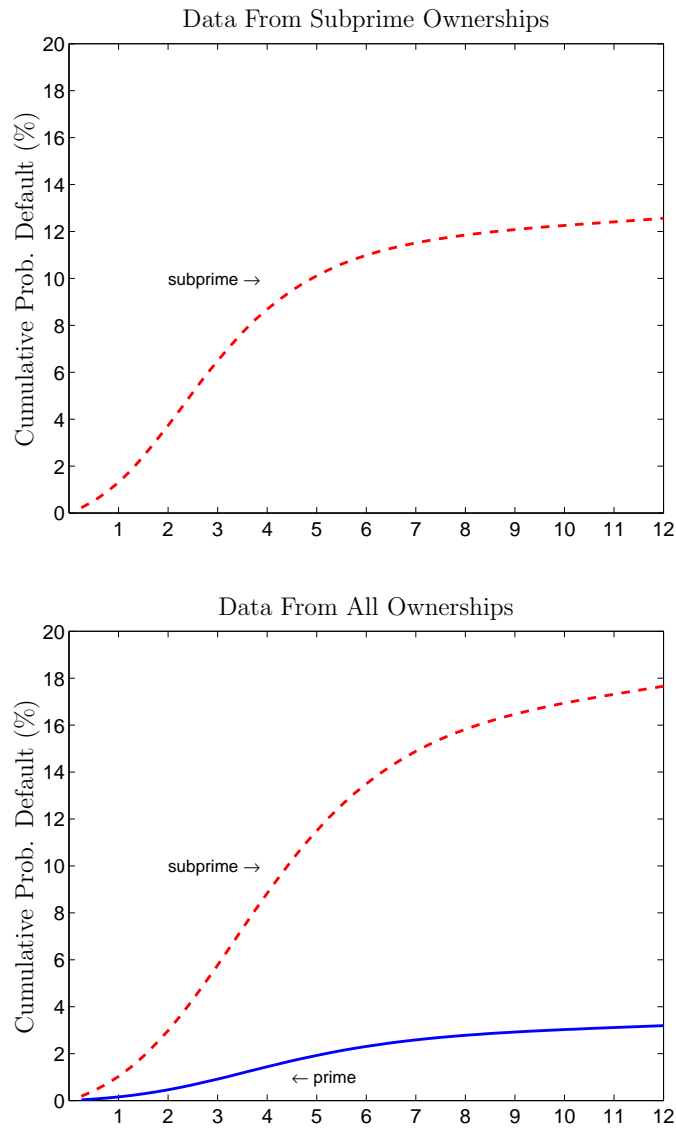 Data From Subprime Ownerships
20
18
16
14
12
10
8
6
4
2
0
Cumulative Prob. Default (%)
subprime →
1 2 3 4 5 6 7 8 9 10 11 12
Data From All Ownerships
20
18
16
14
12
10
8
6
4
2
0
Cumulative Prob. Default (%)
subprime →
← prime
1 2 3 4 5 6 7 8 9 10 11 12